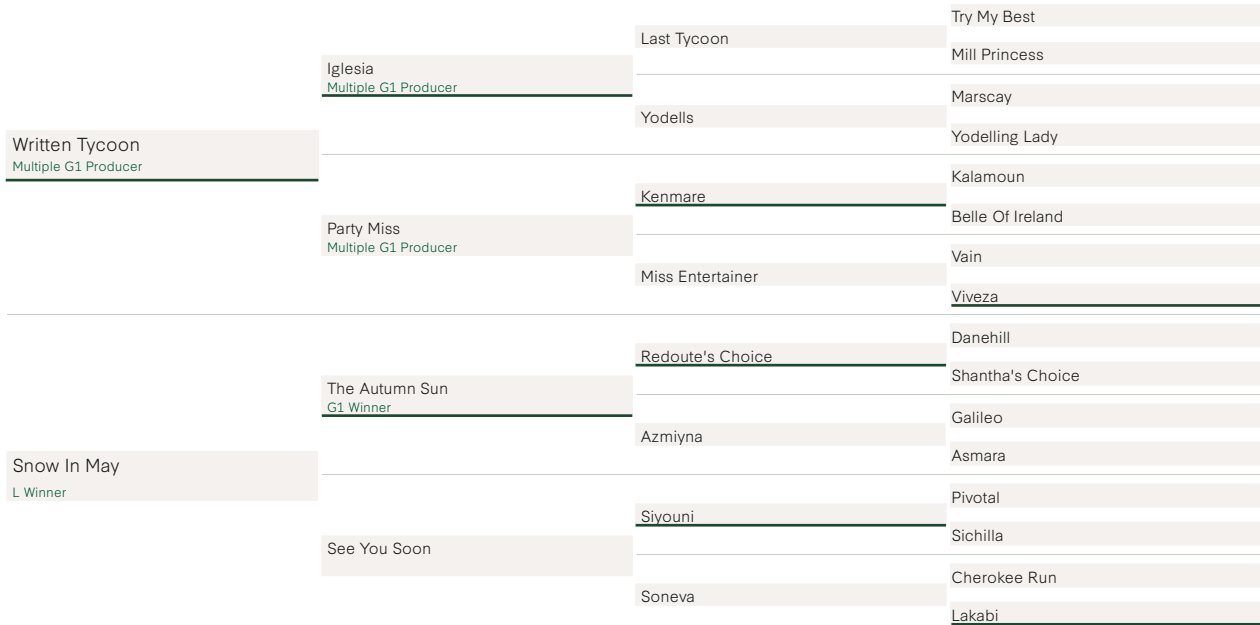 Written Tycoon
Multiple G1 Producer
Snow In May
L Winner
Iglesia
Multiple G1 Producer
Party Miss
Multiple G1 Producer
The Autumn Sun
G1 Winner
See You Soon
Last Tycoon
Yodells
Kenmare
Miss Entertainer
Redoute's Choice
Azmiyna
Siyouni
Soneva
Try My Best
Mill Princess
Marscay
Yodelling Lady
Kalamoun
Belle Of Ireland
Vain
Viveza
Danehill
Shantha's Choice
Galileo
Asmara
Pivotal
Sichilla
Cherokee Run
Lakabi